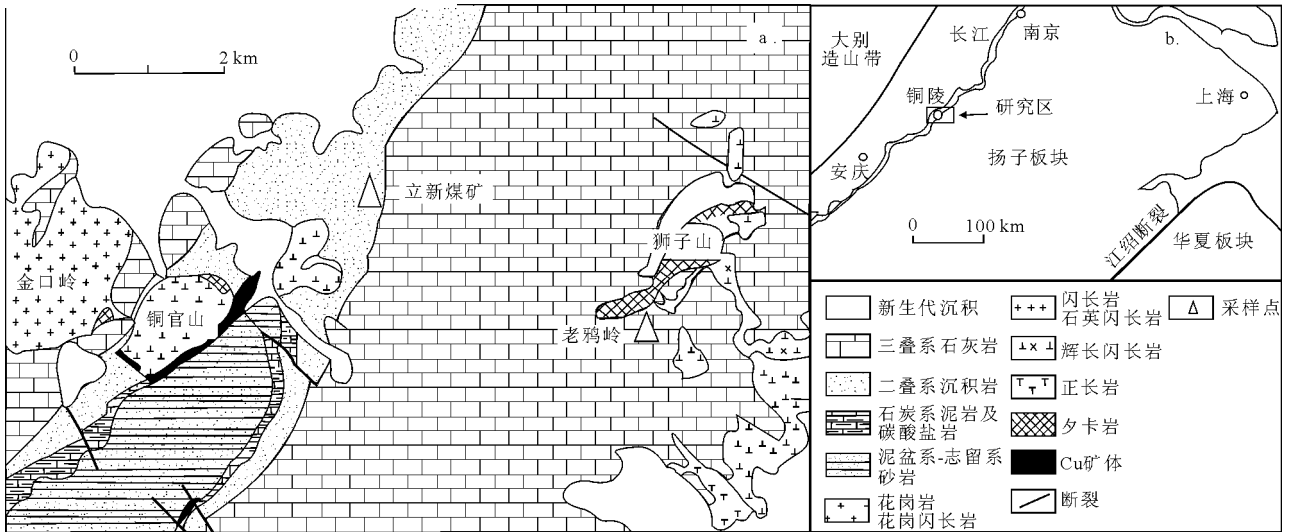 0
2 km
a.
立新煤矿
狮子山
金口岭
铜官山
老鸦岭
大别
造山带
长江
南京
b.
铜陵
研究区
上海
安庆
扬子板块
0
100 km
江绍断裂
华夏板块
新生代沉积
三叠系石灰岩
二叠系沉积岩
石炭系泥岩及
碳酸盐岩
泥盆系-志留系
砂岩
花岗岩
花岗闪长岩
闪长岩
石英闪长岩
辉长闪长岩
正长岩
夕卡岩
Cu矿体
断裂
采样点